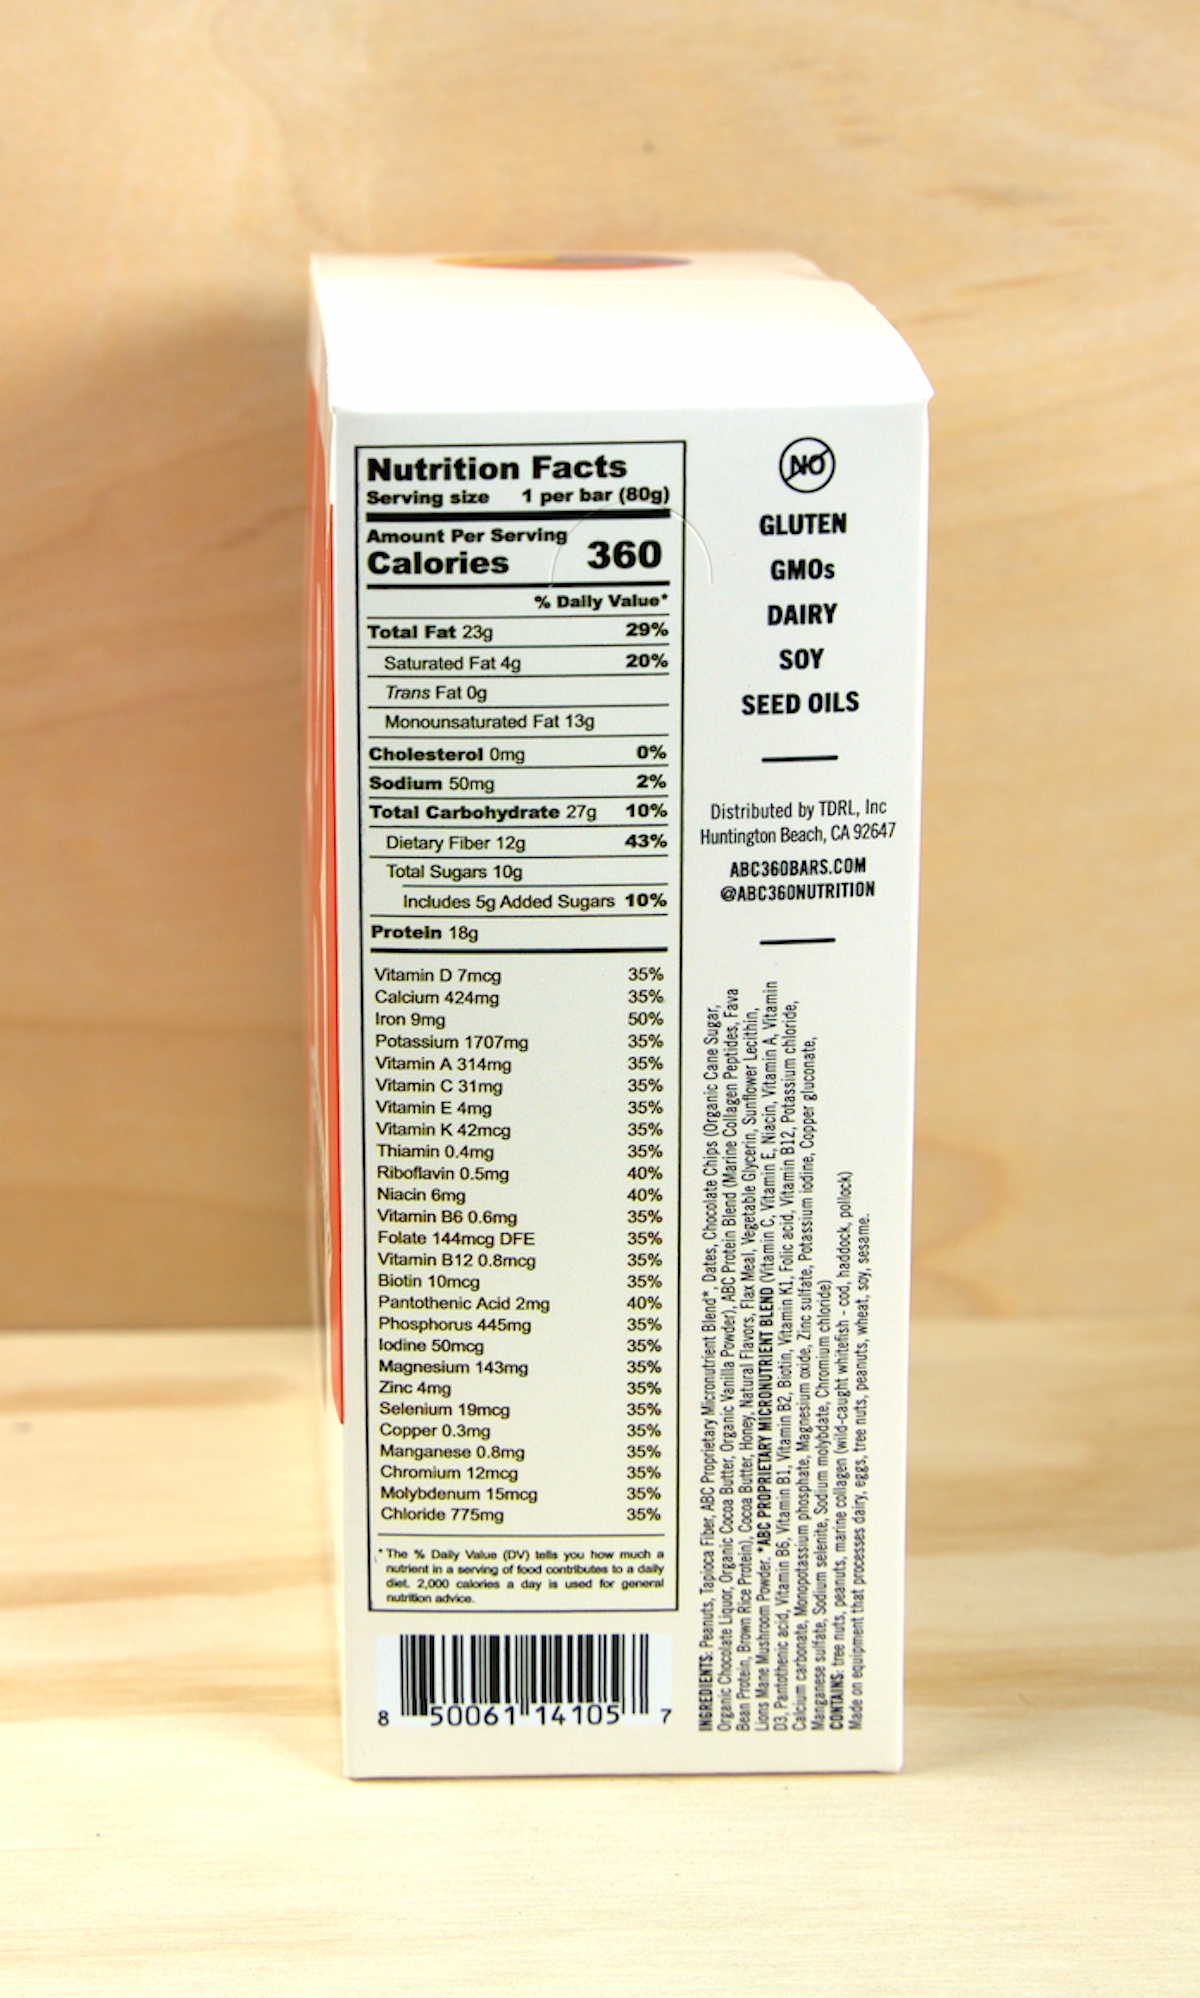 Nutrition Facts
Serving size 1 per bar (80g)
Amount Per Serving
Calories 360
% Daily Value*
Total Fat 23g 29%
Saturated Fat 4g 20%
Trans Fat 0g
Monounsaturated Fat 13g
Cholesterol 0mg 0%
Sodium 50mg 2%
Total Carbohydrate 27g 10%
Dietary Fiber 12g 43%
Total Sugars 10g
Includes 5g Added Sugars 10%
Protein 18g
Vitamin D 7mcg 35%
Calcium 424mg 35%
Iron 9mg 50%
Potassium 1707mg 35%
Vitamin A 314mg 35%
Vitamin C 31mg 35%
Vitamin E 4mg 35%
Vitamin K 42mcg 35%
Thiamin 0.4mg 35%
Riboflavin 0.5mg 40%
Niacin 6mg 40%
Vitamin B6 0.6mg 35%
Folate 144mcg DFE 35%
Vitamin B12 0.8mcg 35%
Biotin 10mcg 35%
Pantothenic Acid 2mg 40%
Phosphorus 445mg 35%
Iodine 50mcg 35%
Magnesium 143mg 35%
Zinc 4mg 35%
Selenium 19mcg 35%
Copper 0.3mg 35%
Manganese 0.8mg 35%
Chromium 12mcg 35%
Molybdenum 15mcg 35%
Chloride 775mg 35%
* The % Daily Value (DV) tells you how much a
nutrient in a serving of food contributes to a daily
diet. 2,000 calories a day is used for general
nutrition advice.
8 50061 14105 7
NO
GLUTEN
GMOs
DAIRY
SOY
SEED OILS
Distributed by TDRL, Inc
Huntington Beach, CA 92647
ABC360BARS.COM
@ABC360NUTRITION
INGREDIENTS: Peanuts, Tapioca Fiber, ABC Proprietary Micronutrient Blend*, Dates, Chocolate Chips (Organic Cane Sugar,
Organic Chocolate Liquor, Organic Cocoa Butter, Organic Vanilla Powder), ABC Protein Blend (Marine Collagen Peptides, Fava
Bean Protein, Brown Rice Protein), Cocoa Butter, Honey, Natural Flavors, Flax Meal, Vegetable Glycerin, Sunflower Lecithin,
Lions Mane Mushroom Powder. *ABC PROPRIETARY MICRONUTRIENT BLEND (Vitamin C, Vitamin E, Niacin, Vitamin A, Vitamin
D3, Pantothenic acid, Vitamin B6, Vitamin B1, Vitamin B2, Biotin, Vitamin K1, Folic acid, Vitamin B12, Potassium chloride,
Calcium carbonate, Monopotassium phosphate, Magnesium oxide, Zinc sulfate, Potassium iodine, Copper gluconate,
Manganese sulfate, Sodium selenite, Sodium molybdate, Chromium chloride)
CONTAINS: tree nuts, peanuts, marine collagen (wild-caught whitefish - cod, haddock, pollock)
Made on equipment that processes dairy, eggs, tree nuts, peanuts, wheat, soy, sesame.